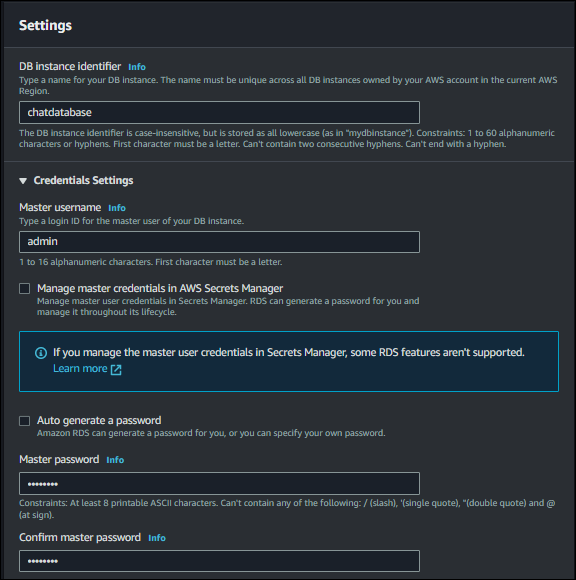 Settings
DB instance identifier Info
Type a name for your DB instance. The name must be unique across all DB instances owned by your AWS account in the current AWS
Region.
chatdatabase
The DB instance identifier is case-insensitive, but is stored as all lowercase (as in "mydbinstance"). Constraints: 1 to 60 alphanumeric
characters or hyphens. First character must be a letter. Can't contain two consecutive hyphens. Can't end with a hyphen.
Credentials Settings
Master username Info
Type a login ID for the master user of your DB instance.
admin
1 to 16 alphanumeric characters. First character must be a letter.
Manage master credentials in AWS Secrets Manager
Manage master user credentials in Secrets Manager. RDS can generate a password for you and
manage it throughout its lifecycle.
If you manage the master user credentials in Secrets Manager, some RDS features aren't supported.
Learn more
Auto generate a password
Amazon RDS can generate a password for you, or you can specify your own password.
Master password Info
••••••••
Constraints: At least 8 printable ASCII characters. Can't contain any of the following: / (slash), '(single quote), "(double quote) and @
(at sign).
Confirm master password Info
••••••••